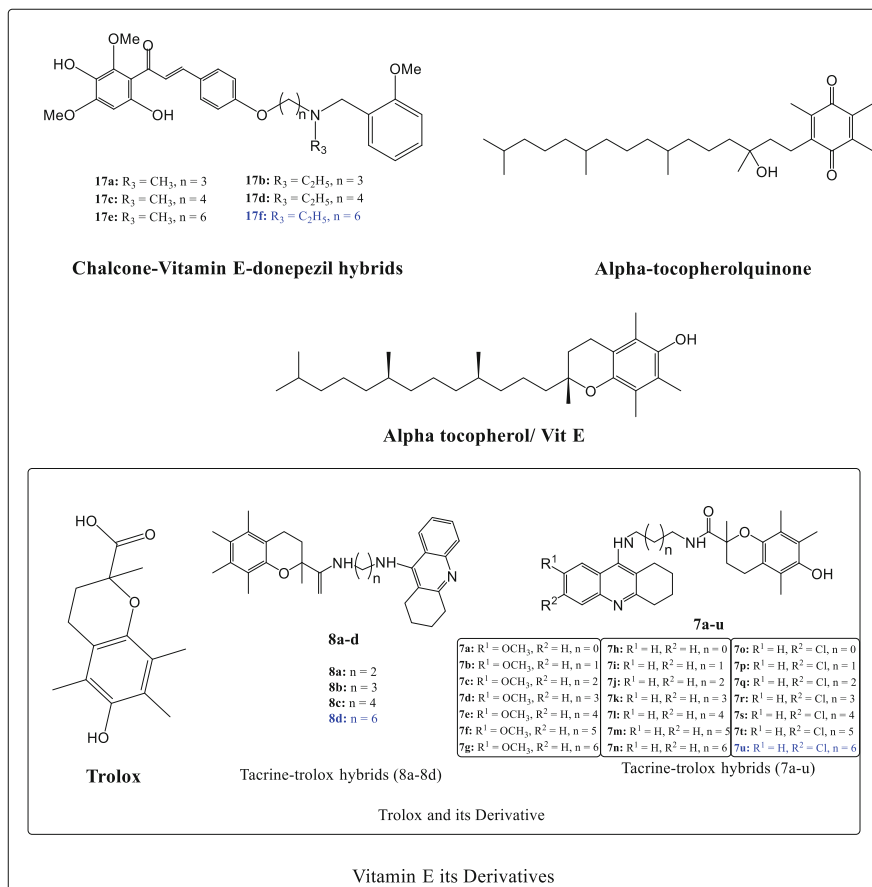 OMe
O
HO
MeO
OH
O
n
N
R3
OMe
17a: R3 = CH3, n = 3
17b: R3 = C2H5, n = 3
17c: R3 = CH3, n = 4
17d: R3 = C2H5, n = 4
17e: R3 = CH3, n = 6
17f: R3 = C2H5, n = 6
Chalcone-Vitamin E-donepezil hybrids
O
OH
O
Alpha-tocopherolquinone
OH
O
Alpha tocopherol/ Vit E
HO
O
O
HO
Trolox
O
NH
n
NH
N
8a-d
8a: n = 2
8b: n = 3
8c: n = 4
8d: n = 6
Tacrine-trolox hybrids (8a-8d)
R1
R2
HN
n
NH
O
O
N
OH
7a-u
7a: R1 = OCH3, R2 = H, n = 0
7b: R1 = OCH3, R2 = H, n = 1
7c: R1 = OCH3, R2 = H, n = 2
7d: R1 = OCH3, R2 = H, n = 3
7e: R1 = OCH3, R2 = H, n = 4
7f: R1 = OCH3, R2 = H, n = 5
7g: R1 = OCH3, R2 = H, n = 6
7h: R1 = H, R2 = H, n = 0
7i: R1 = H, R2 = H, n = 1
7j: R1 = H, R2 = H, n = 2
7k: R1 = H, R2 = H, n = 3
7l: R1 = H, R2 = H, n = 4
7m: R1 = H, R2 = H, n = 5
7n: R1 = H, R2 = H, n = 6
7o: R1 = H, R2 = Cl, n = 0
7p: R1 = H, R2 = Cl, n = 1
7q: R1 = H, R2 = Cl, n = 2
7r: R1 = H, R2 = Cl, n = 3
7s: R1 = H, R2 = Cl, n = 4
7t: R1 = H, R2 = Cl, n = 5
7u: R1 = H, R2 = Cl, n = 6
Tacrine-trolox hybrids (7a-u)
Trolox and its Derivative
Vitamin E its Derivatives